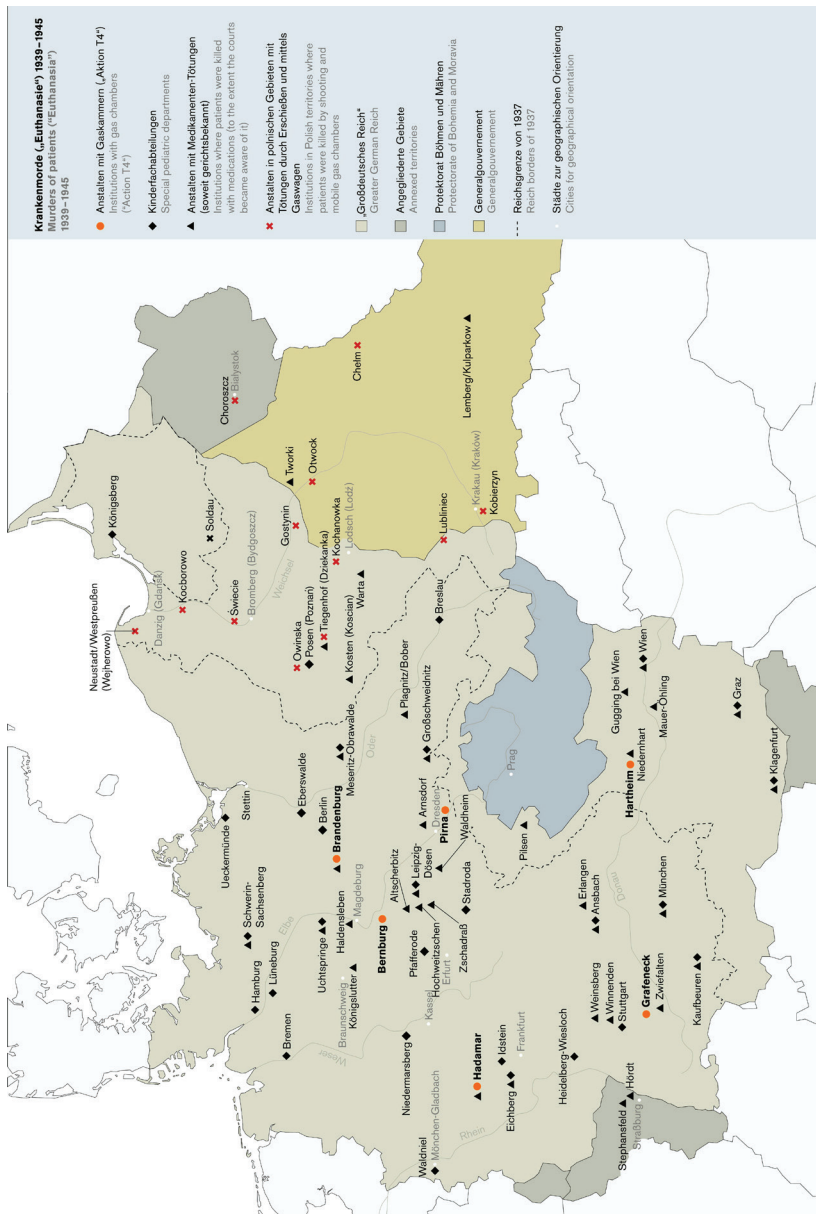 Krankenmorde („Euthanasie“) 1939–1945
Murders of patients (“Euthanasia”)
1939–1945
Anstalten mit Gaskammern („Aktion T4“)
Institutions with gas chambers
(“Action T4“)
Kinderfachabteilungen
Special pediatric departments
Anstalten mit Medikamenten-Tötungen
(soweit gerichtsbekannt)
Institutions where patients were killed
with medications (to the extent the courts
became aware of it)
Anstalten in polnischen Gebieten mit
Tötungen durch Erschießen und mittels
Gaswagen
Institutions in Polish territories where
patients were killed by shooting and
mobile gas chambers
„Großdeutsches Reich“
Greater German Reich
Angegliederte Gebiete
Annexed territories
Protektorat Böhmen und Mähren
Protectorate of Bohemia and Moravia
Generalgouvernement
Generalgouvernement
Reichsgrenze von 1937
Reich borders of 1937
Städte zur geographischen Orientierung
Cities for geographical orientation
Neustadt/Westpreußen
(Wejherowo)
Königsberg
Danzig (Gdańsk)
Kocborowo
Soldau
Świecie
Bromberg (Bydgoszcz)
Choroszcz
Bialystok
Weichsel
Gostynin
Tworki
Otwock
Owinska
Posen (Poznań)
Tiegenhof (Dziekanka)
Kochanowka
Lodsch (Lodź)
Kosten (Koscian)
Warta
Chelm
Lemberg/Kulparkow
Lubliniec
Krakau (Kraków)
Kobierzyn
Breslau
Plagnitz/Bober
Großschweidnitz
Meseritz-Obrawalde
Oder
Eberswalde
Berlin
Brandenburg
Stettin
Ueckermünde
Schwerin-
Sachsenberg
Hamburg
Lüneburg
Bremen
Elbe
Weser
Uchtspringe
Haldensleben
Magdeburg
Braunschweig
Königslutter
Bernburg
Altscherbitz
Leipzig-
Dösen
Arnsdorf
Dresden
Pirna
Waldheim
Pfafferode
Hochweitzschen
Erfurt
Zschadraß
Stadroda
Niedermarsberg
Kassel
Waldniel
Mönchen-Gladbach
Rhein
Hadamar
Idstein
Eichberg
Frankfurt
Heidelberg-Wiesloch
Prag
Pilsen
Erlangen
Ansbach
Weinsberg
Winnenden
Stuttgart
Grafeneck
Zwiefalten
Stephansfeld
Hördt
Straßburg
Donau
München
Kaufbeuren
Hartheim
Niedernhart
Gugging bei Wien
Wien
Mauer-Öhling
Graz
Klagenfurt